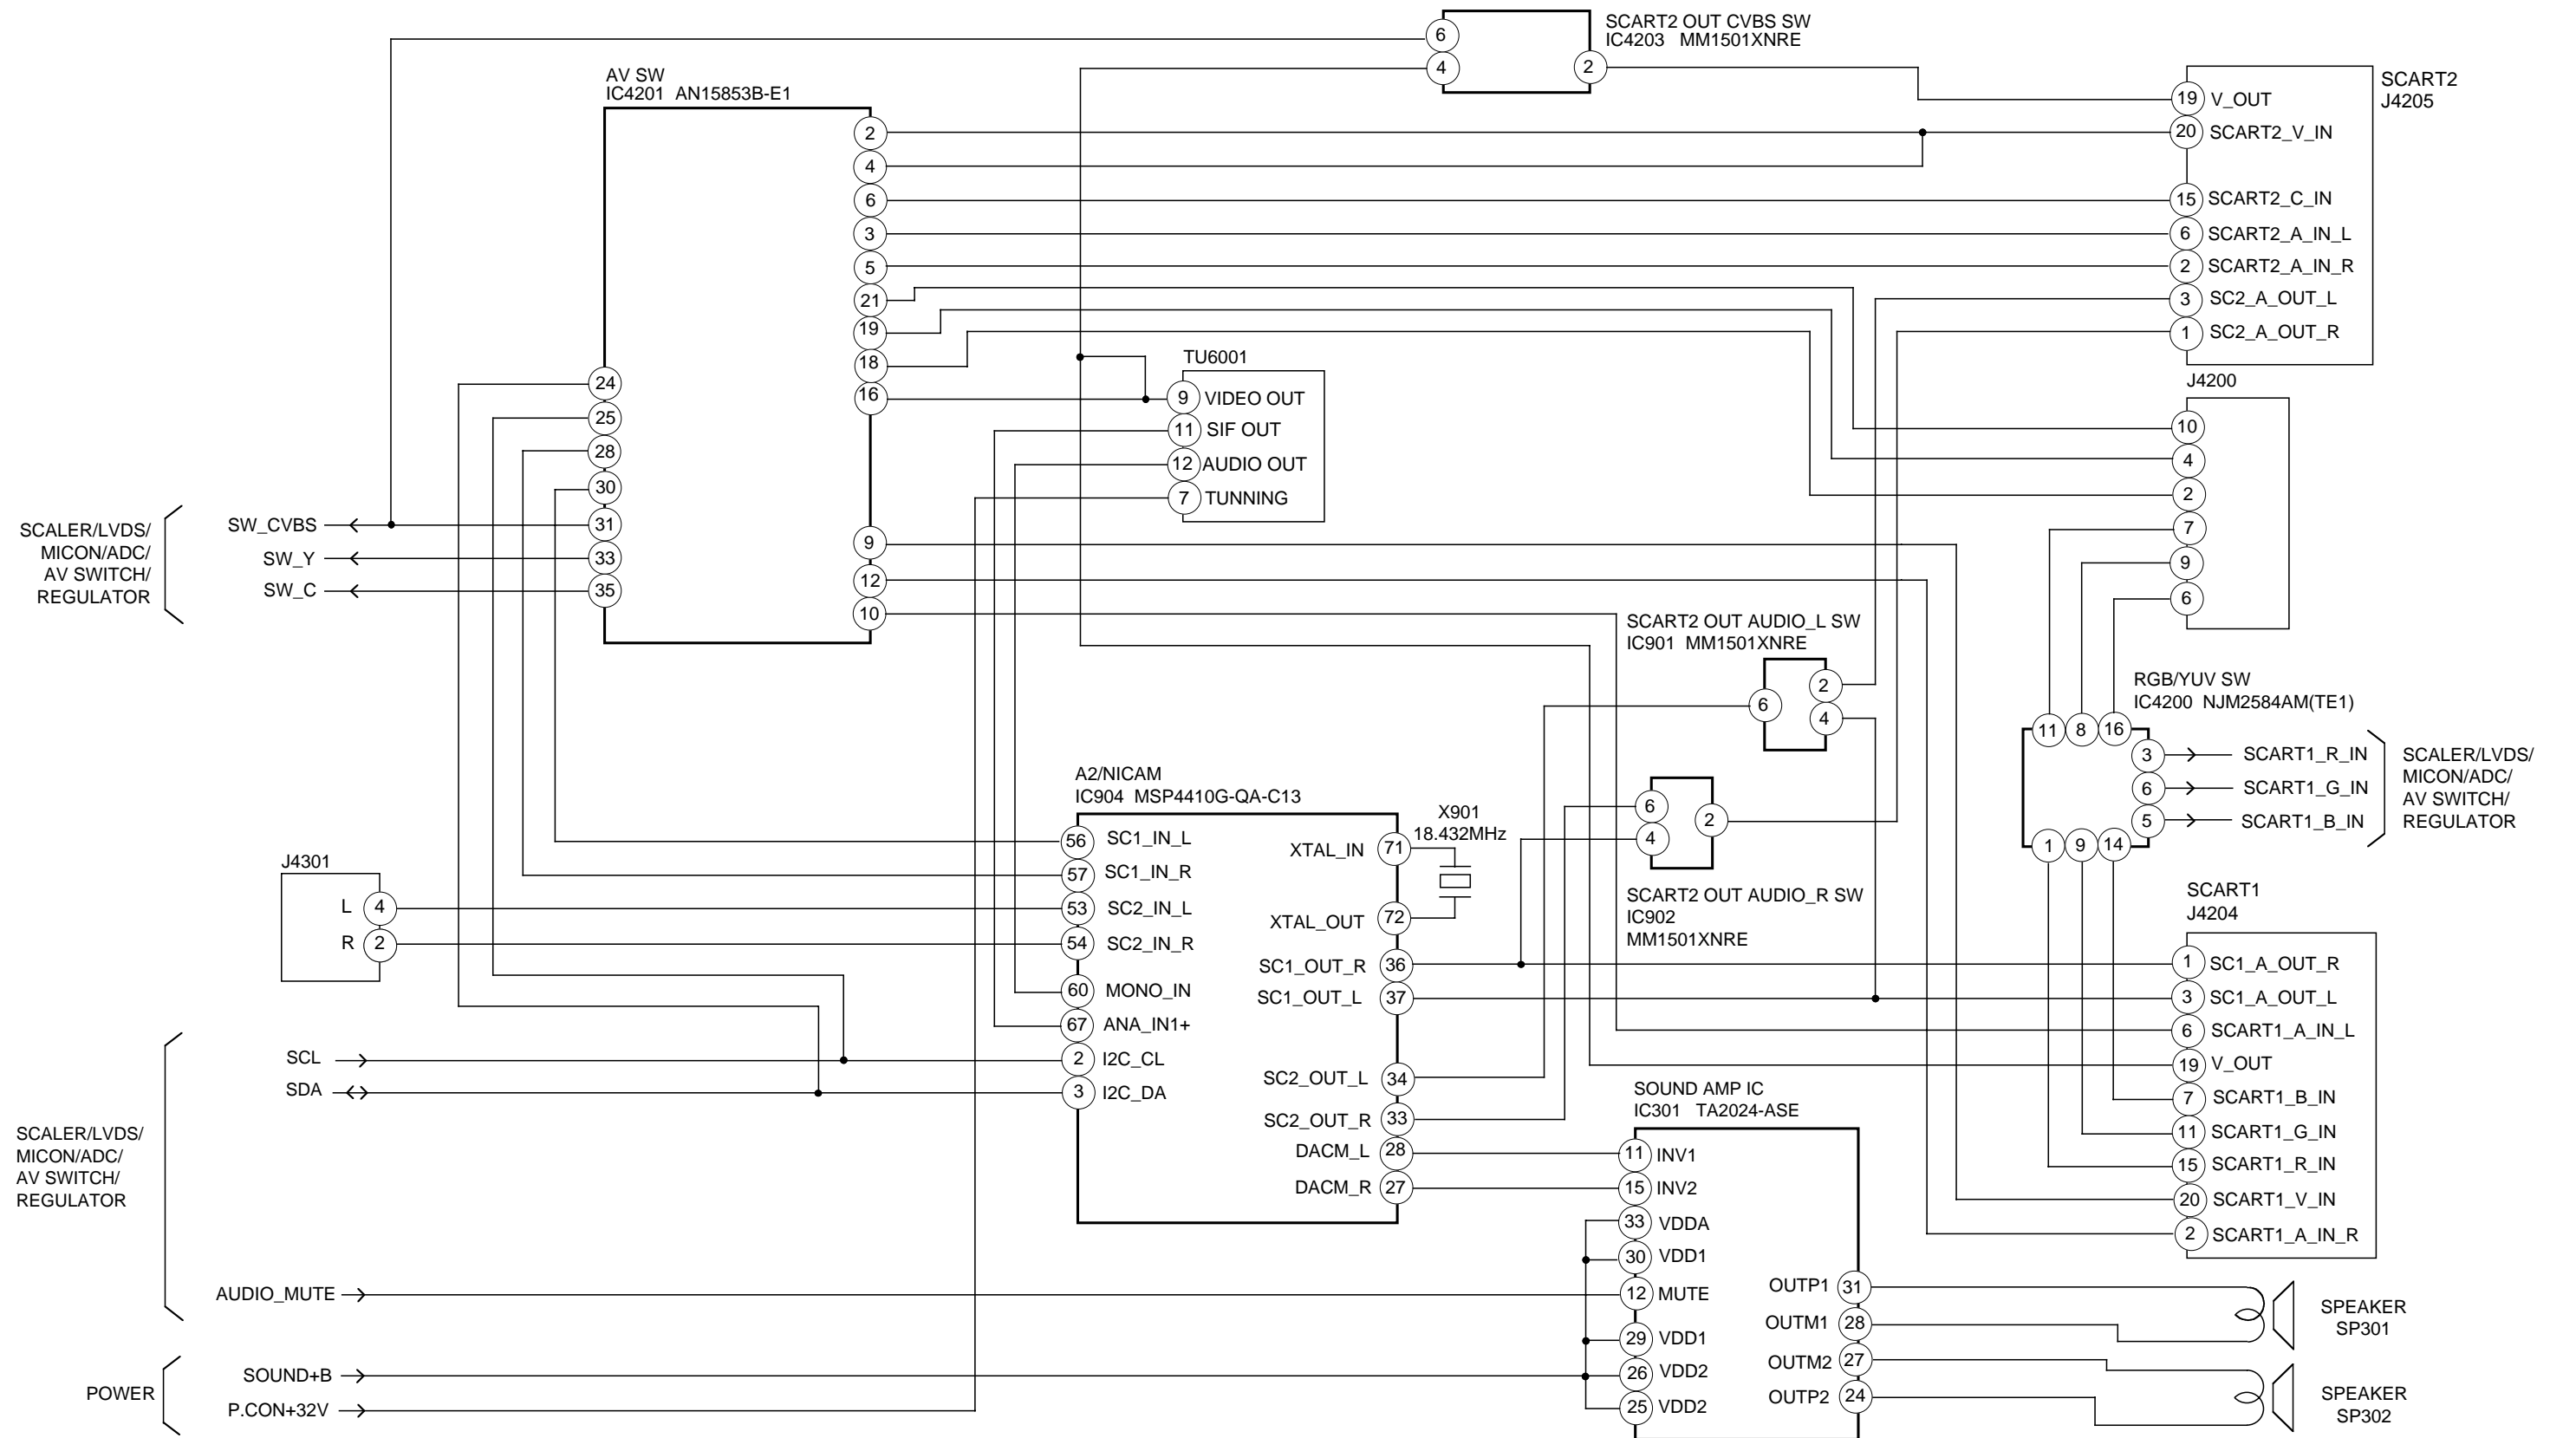 SCART2 OUT CVBS SW
IC4203 MM1501XNRE
6
4
2
AV SW
IC4201 AN15853B-E1
2
4
6
3
5
21
19
18
16
9
12
10
24
25
28
30
31
33
35
SCART2
J4205
19 V_OUT
20 SCART2_V_IN
15 SCART2_C_IN
6 SCART2_A_IN_L
2 SCART2_A_IN_R
3 SC2_A_OUT_L
1 SC2_A_OUT_R
TU6001
9 VIDEO OUT
11 SIF OUT
12 AUDIO OUT
7 TUNNING
J4200
10
4
2
7
9
6
SCALER/LVDS/
MICON/ADC/
AV SWITCH/
REGULATOR
SW_CVBS
SW_Y
SW_C
SCART2 OUT AUDIO_L SW
IC901 MM1501XNRE
6
2
4
RGB/YUV SW
IC4200 NJM2584AM(TE1)
11
8
16
3
6
5
1
9
14
SCART1_R_IN
SCART1_G_IN
SCART1_B_IN
SCALER/LVDS/
MICON/ADC/
AV SWITCH/
REGULATOR
A2/NICAM
IC904 MSP4410G-QA-C13
56 SC1_IN_L
57 SC1_IN_R
53 SC2_IN_L
54 SC2_IN_R
60 MONO_IN
67 ANA_IN1+
2 I2C_CL
3 I2C_DA
XTAL_IN 71
XTAL_OUT 72
SC1_OUT_R 36
SC1_OUT_L 37
SC2_OUT_L 34
SC2_OUT_R 33
DACM_L 28
DACM_R 27
X901
18.432MHz
6
4
2
SCART2 OUT AUDIO_R SW
IC902
MM1501XNRE
J4301
L 4
R 2
SCART1
J4204
1 SC1_A_OUT_R
3 SC1_A_OUT_L
6 SCART1_A_IN_L
19 V_OUT
7 SCART1_B_IN
11 SCART1_G_IN
15 SCART1_R_IN
20 SCART1_V_IN
2 SCART1_A_IN_R
SCL
SDA
SCALER/LVDS/
MICON/ADC/
AV SWITCH/
REGULATOR
AUDIO_MUTE
POWER
SOUND+B
P.CON+32V
SOUND AMP IC
IC301 TA2024-ASE
11 INV1
15 INV2
33 VDDA
30 VDD1
12 MUTE
29 VDD1
26 VDD2
25 VDD2
OUTP1 31
OUTM1 28
OUTM2 27
OUTP2 24
SPEAKER
SP301
SPEAKER
SP302